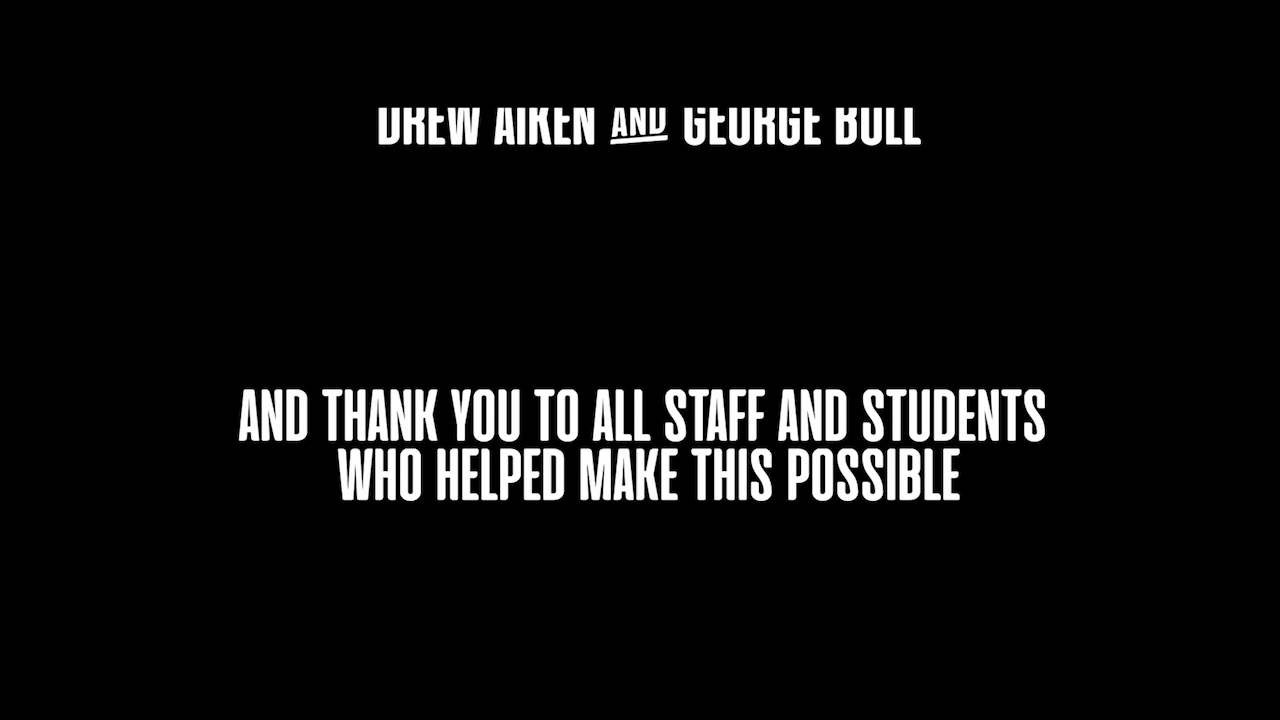 DREW AIKEN AND GEORGE BULL
AND THANK YOU TO ALL STAFF AND STUDENTS
WHO HELPED MAKE THIS POSSIBLE